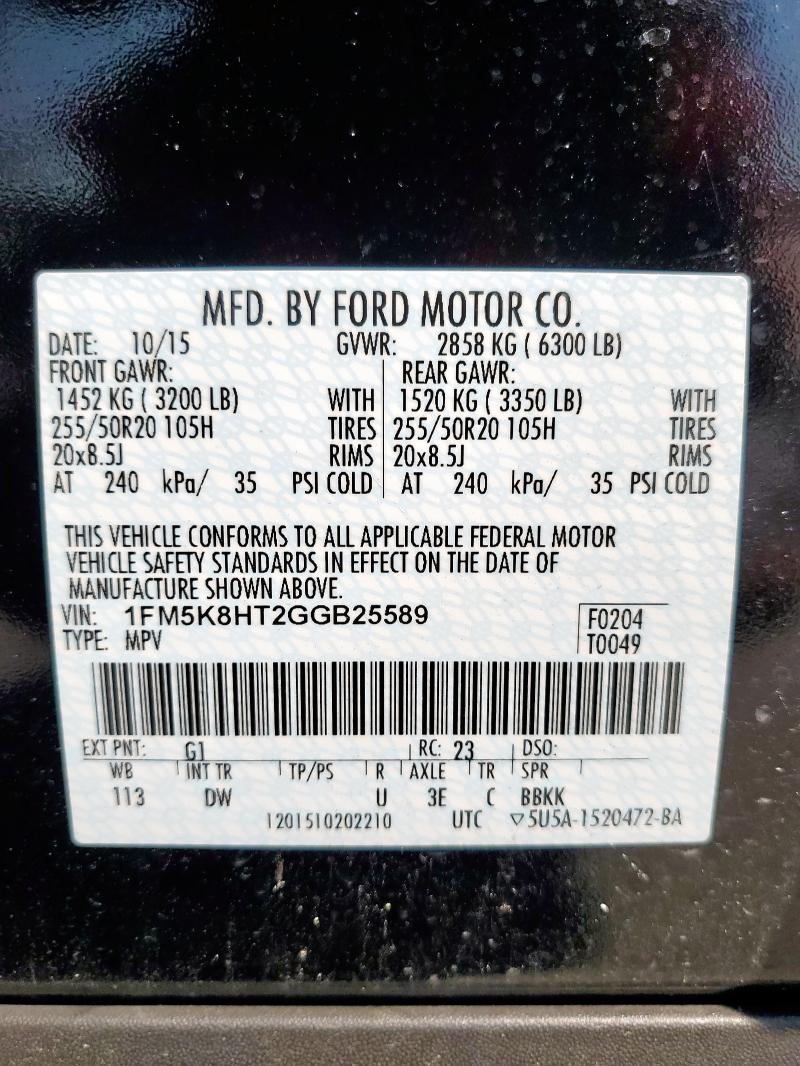 MFD. BY FORD MOTOR CO.
DATE: 10/15 GVWR: 2858 KG ( 6300 LB)
FRONT GAWR: REAR GAWR:
1452 KG ( 3200 LB) WITH 1520 KG ( 3350 LB) WITH
255/50R20 105H TIRES 255/50R20 105H TIRES
20x8.5J RIMS 20x8.5J RIMS
AT 240 kPa/ 35 PSI COLD AT 240 kPa/ 35 PSI COLD
THIS VEHICLE CONFORMS TO ALL APPLICABLE FEDERAL MOTOR
VEHICLE SAFETY STANDARDS IN EFFECT ON THE DATE OF
MANUFACTURE SHOWN ABOVE.
VIN: 1FM5K8HT2GGB25589 F0204
TYPE: MPV T0049
EXT PNT: G1 RC: 23 DSO:
WB INT TR TP/PS R AXLE TR SPR
113 DW U 3E C BBKK
1201510202210 UTC ▽5U5A-1520472-BA